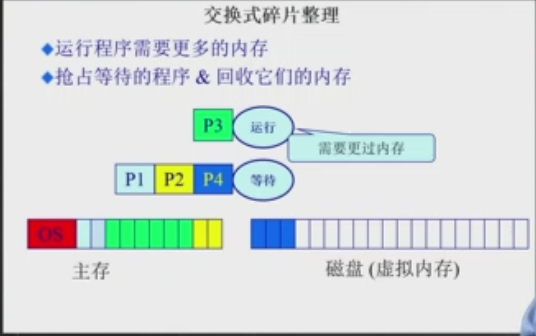 交换式碎片整理
◆运行程序需要更多的内存
◆抢占等待的程序 & 回收它们的内存
P3 运行
需要更过内存
P1 P2 P4 等待
OS
主存 磁盘 (虚拟内存)